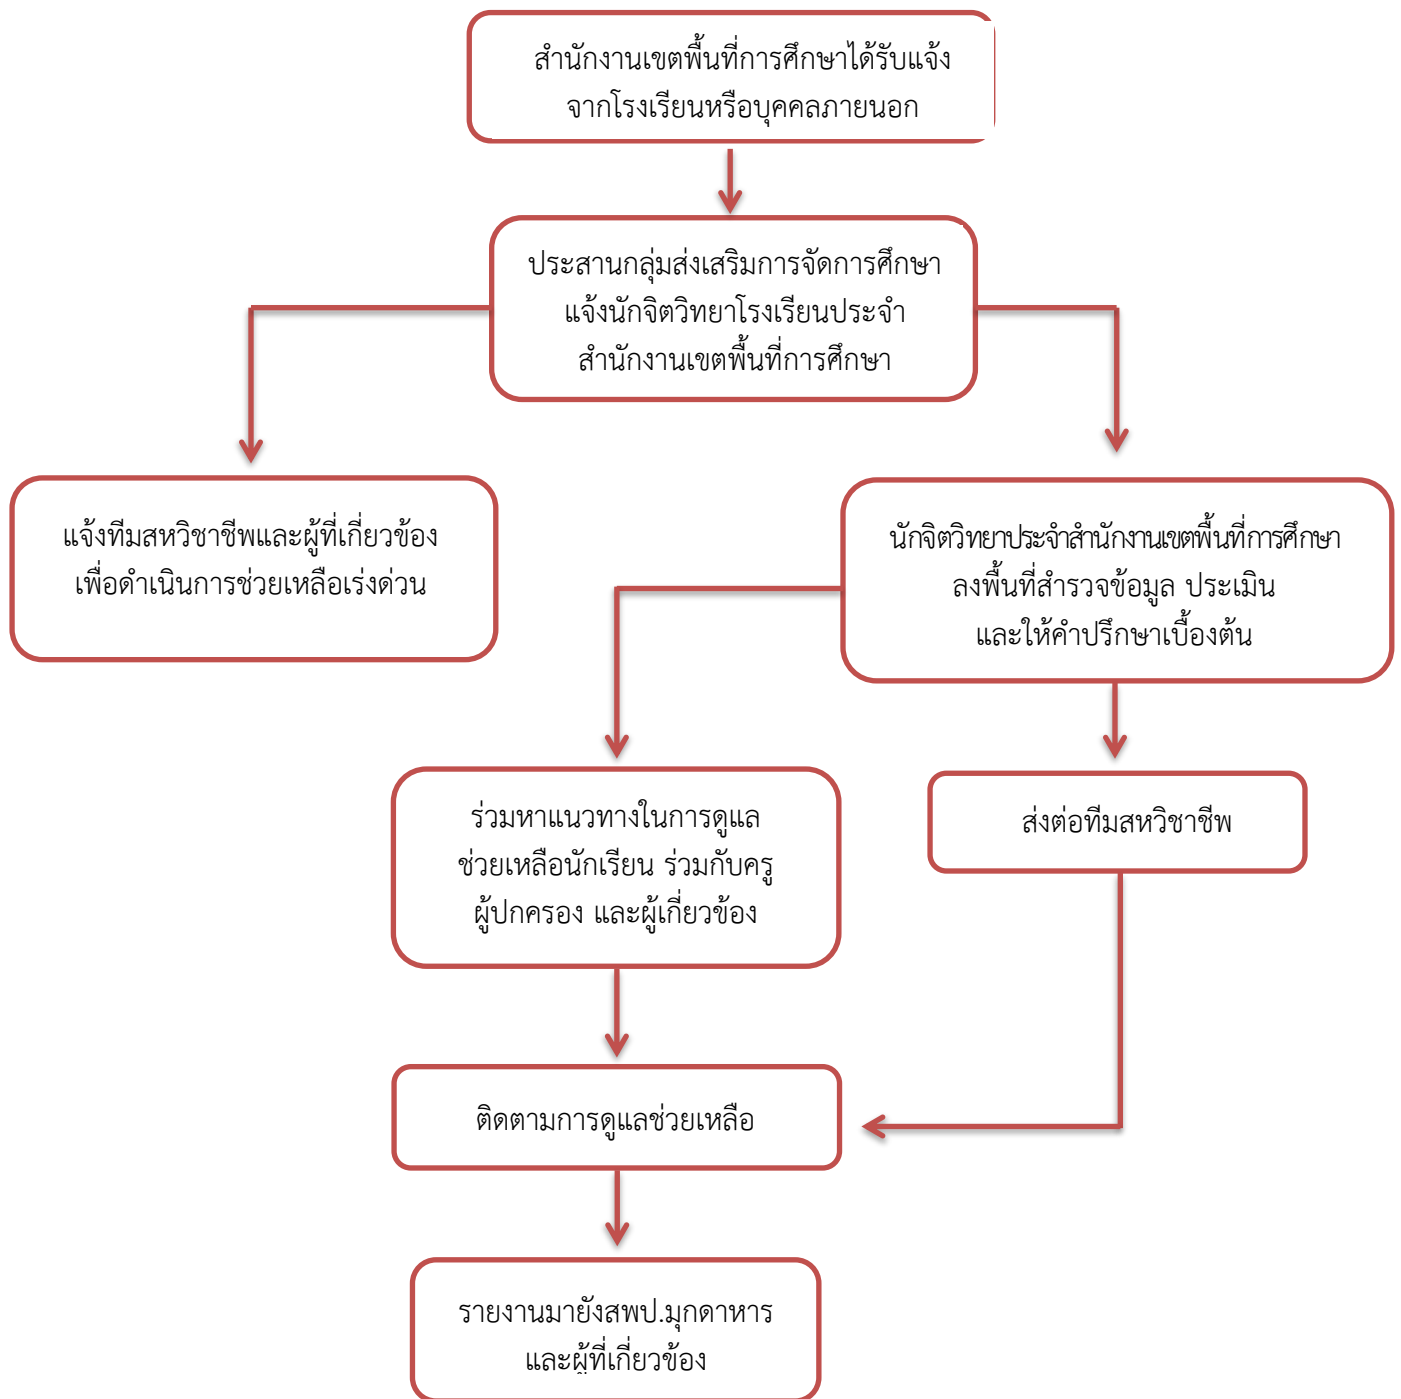 สำนักงานเขตพื้นที่การศึกษาได้รับแจ้ง
จากโรงเรียนหรือบุคคลภายนอก
ประสานกลุ่มส่งเสริมการจัดการศึกษา
แจ้งนักจิตวิทยาโรงเรียนประจำ
สำนักงานเขตพื้นที่การศึกษา
แจ้งทีมสหวิชาชีพและผู้ที่เกี่ยวข้อง
เพื่อดำเนินการช่วยเหลือเร่งด่วน
นักจิตวิทยาประจำสำนักงานเขตพื้นที่การศึกษา
ลงพื้นที่สำรวจข้อมูล ประเมิน
และให้คำปรึกษาเบื้องต้น
ร่วมหาแนวทางในการดูแล
ช่วยเหลือนักเรียน ร่วมกับครู
ผู้ปกครอง และผู้เกี่ยวข้อง
ส่งต่อทีมสหวิชาชีพ
ติดตามการดูแลช่วยเหลือ
รายงานมายังสพป.มุกดาหาร
และผู้ที่เกี่ยวข้อง